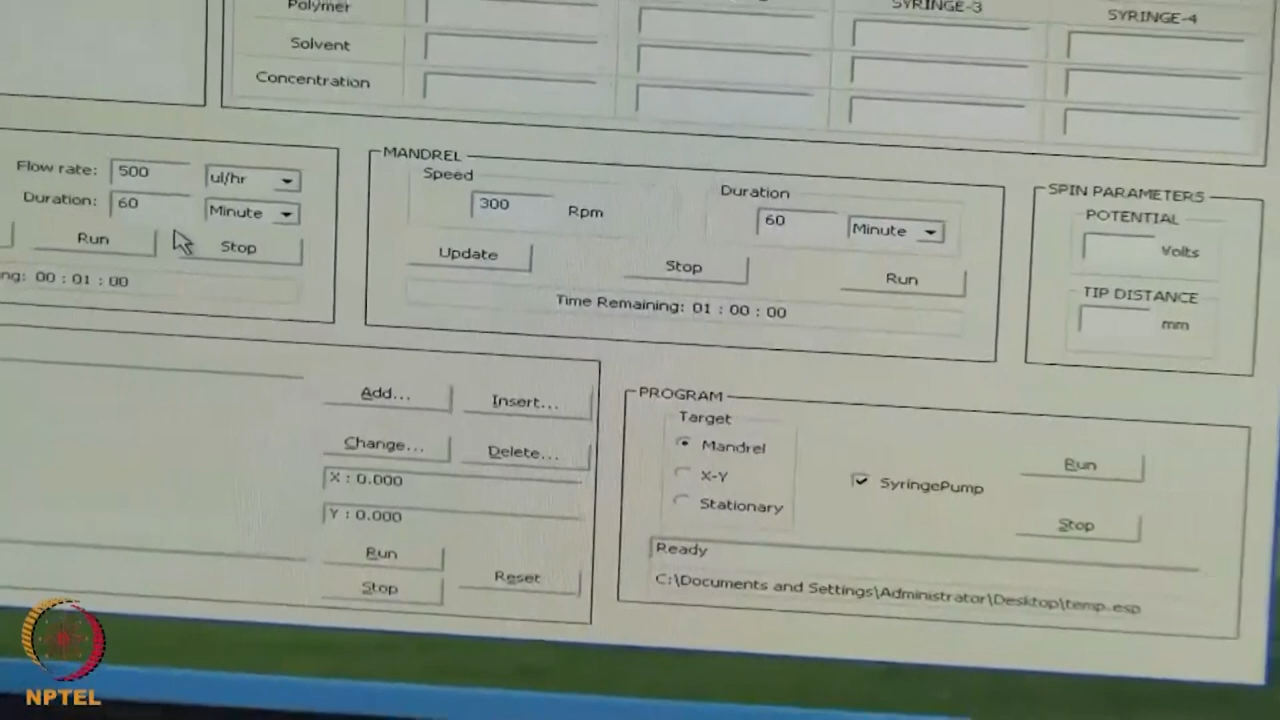 Polymer
SYRINGE-3
SYRINGE-4
Solvent
Concentration
Flow rate: 500 ul/hr
Duration: 60 Minute
Run Stop
ng: 00 : 01 : 00
MANDREL
Speed
300 Rpm
Duration
60 Minute
Update Stop Run
Time Remaining: 01 : 00 : 00
SPIN PARAMETERS
POTENTIAL
Volts
TIP DISTANCE
mm
Add... Insert...
Change... Delete...
X : 0.000
Y : 0.000
Run
Stop
Reset
PROGRAM
Target
Mandrel
X-Y
Stationary
SyringePump
Run
Stop
Ready
C:\Documents and Settings\Administrator\Desktop\temp.esp
NPTEL